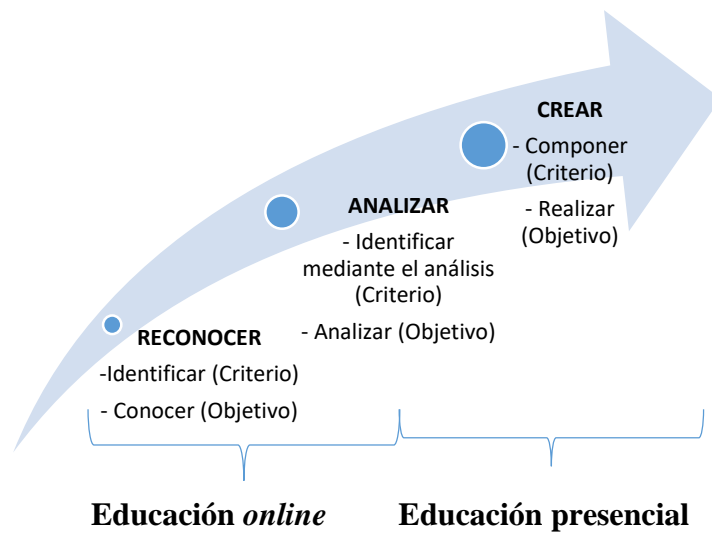 CREAR
- Componer
(Criterio)
- Realizar
(Objetivo)
ANALIZAR
- Identificar
mediante el análisis
(Criterio)
- Analizar (Objetivo)
RECONOCER
-Identificar (Criterio)
- Conocer (Objetivo)
Educación online
Educación presencial